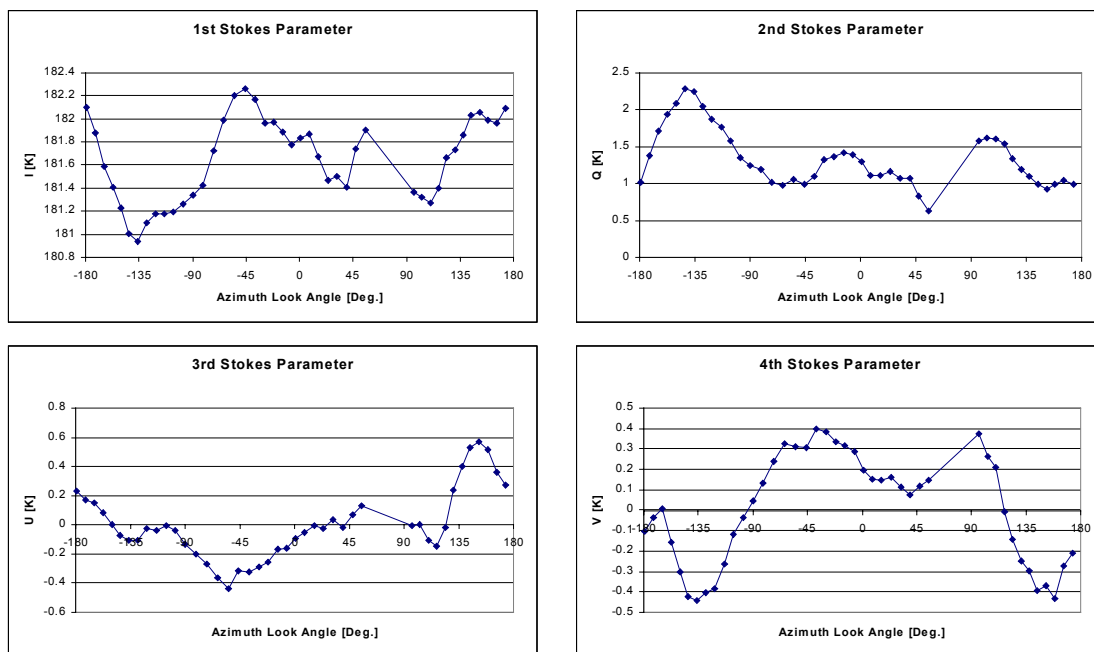 1st Stokes Parameter
I [K]
182.4
182.2
182
181.8
181.6
181.4
181.2
181
180.8
-180 -135 -90 -45 0 45 90 135 180
Azimuth Look Angle [Deg.]
2nd Stokes Parameter
Q [K]
2.5
2
1.5
1
0.5
0
-180 -135 -90 -45 0 45 90 135 180
Azimuth Look Angle [Deg.]
3rd Stokes Parameter
U [K]
0.8
0.6
0.4
0.2
0
-0.2
-0.4
-0.6
-180 -135 -90 -45 0 45 90 135 180
Azimuth Look Angle [Deg.]
4th Stokes Parameter
V [K]
0.5
0.4
0.3
0.2
0.1
0
-0.1
-0.2
-0.3
-0.4
-0.5
-180 -135 -90 -45 0 45 90 135 180
Azimuth Look Angle [Deg.]